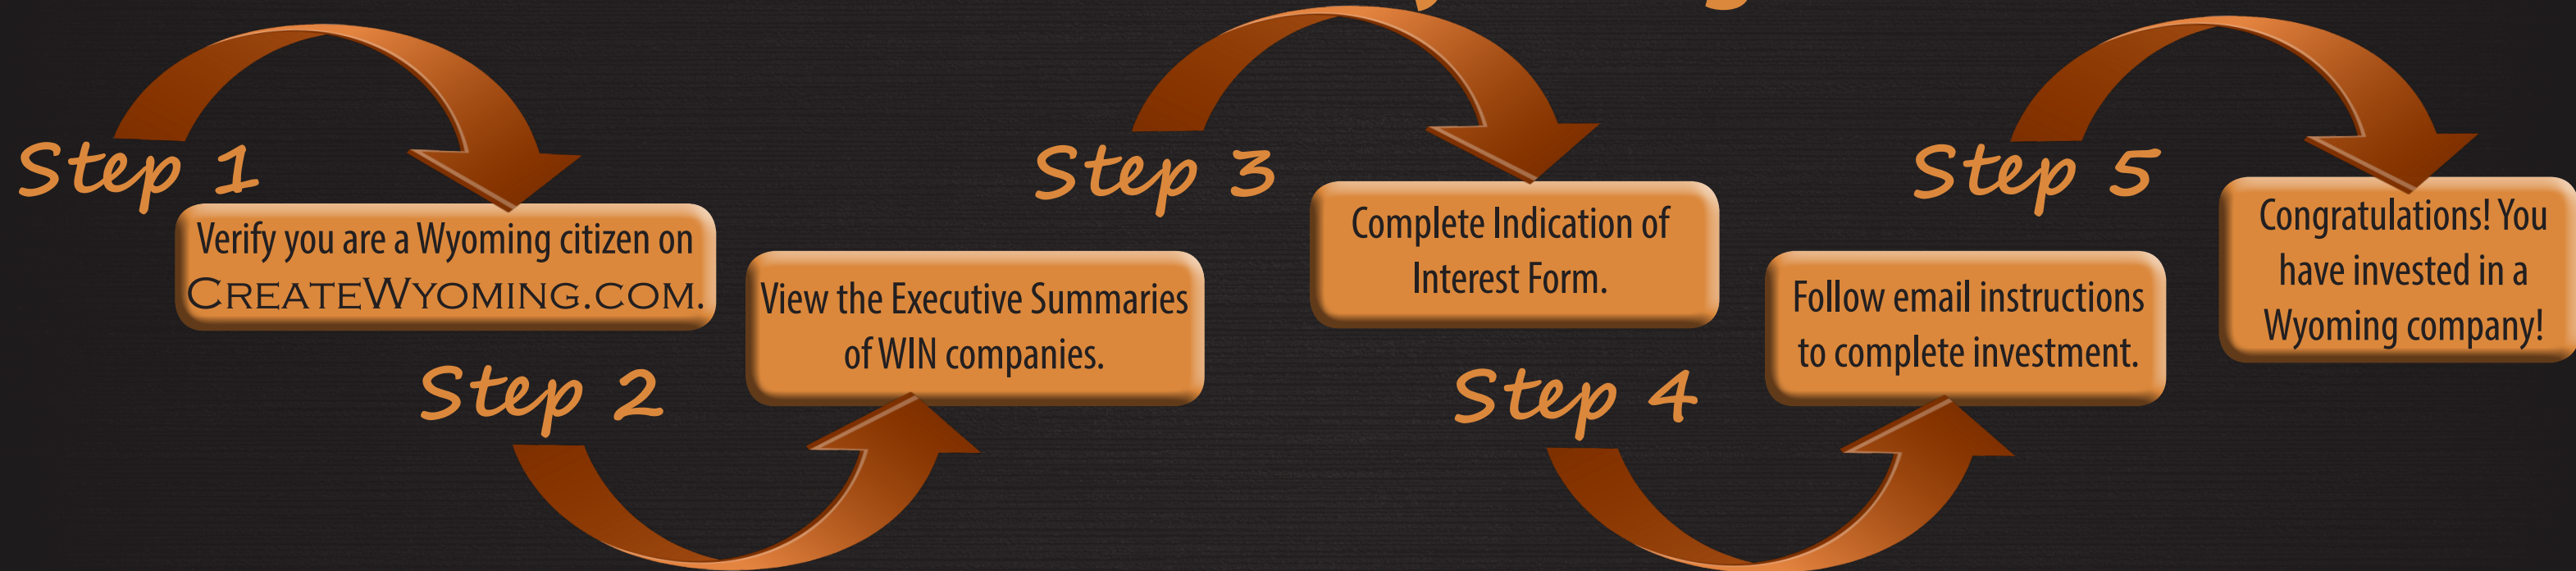 Step 1
Verify you are a Wyoming citizen on
CREATEWYOMING.COM.
Step 2
View the Executive Summaries
of WIN companies.
Step 3
Complete Indication of
Interest Form.
Step 4
Follow email instructions
to complete investment.
Step 5
Congratulations! You
have invested in a
Wyoming company!